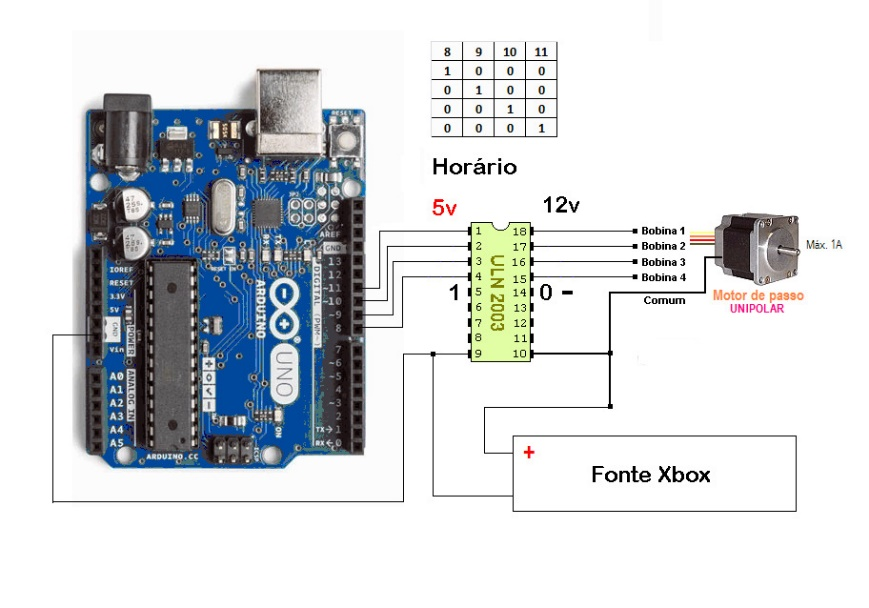 8 9 10 11
1 0 0 0
0 1 0 0
0 0 1 0
0 0 0 1
Horário
5v
12v
RESET
AREF
GND
13
12
~11
~10
~9
8
7
~6
~5
4
~3
2
TX→1
RX←0
DIGITAL (PWM~)
IOREF
RESET
3.3V
5V
GND
Vin
POWER
A0
A1
A2
A3
A4
A5
ANALOG IN
ARDUINO
UNO
ON
ICSP
ARDUINO.CC
1 18
2 17
3 16
4 15
5 14
6 13
7 12
8 11
9 10
ULN 2003
1
0 -
Bobina 1
Bobina 2
Bobina 3
Bobina 4
Comum
Máx. 1A
Motor de passo
UNIPOLAR
+
Fonte Xbox